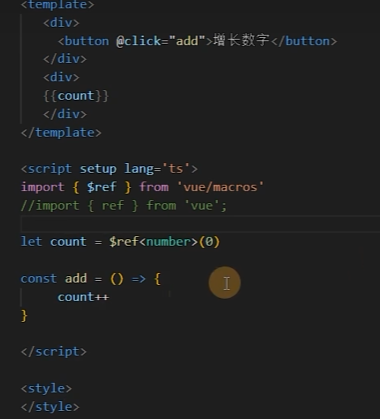 <template>
<div>
<button @click="add">增长数字</button>
</div>
<div>
{{count}}
</div>
</template>
<script setup lang='ts'>
import { $ref } from 'vue/macros'
//import { ref } from 'vue';
let count = $ref<number>(0)
const add = () => {
count++
}
</script>
<style>
</style>